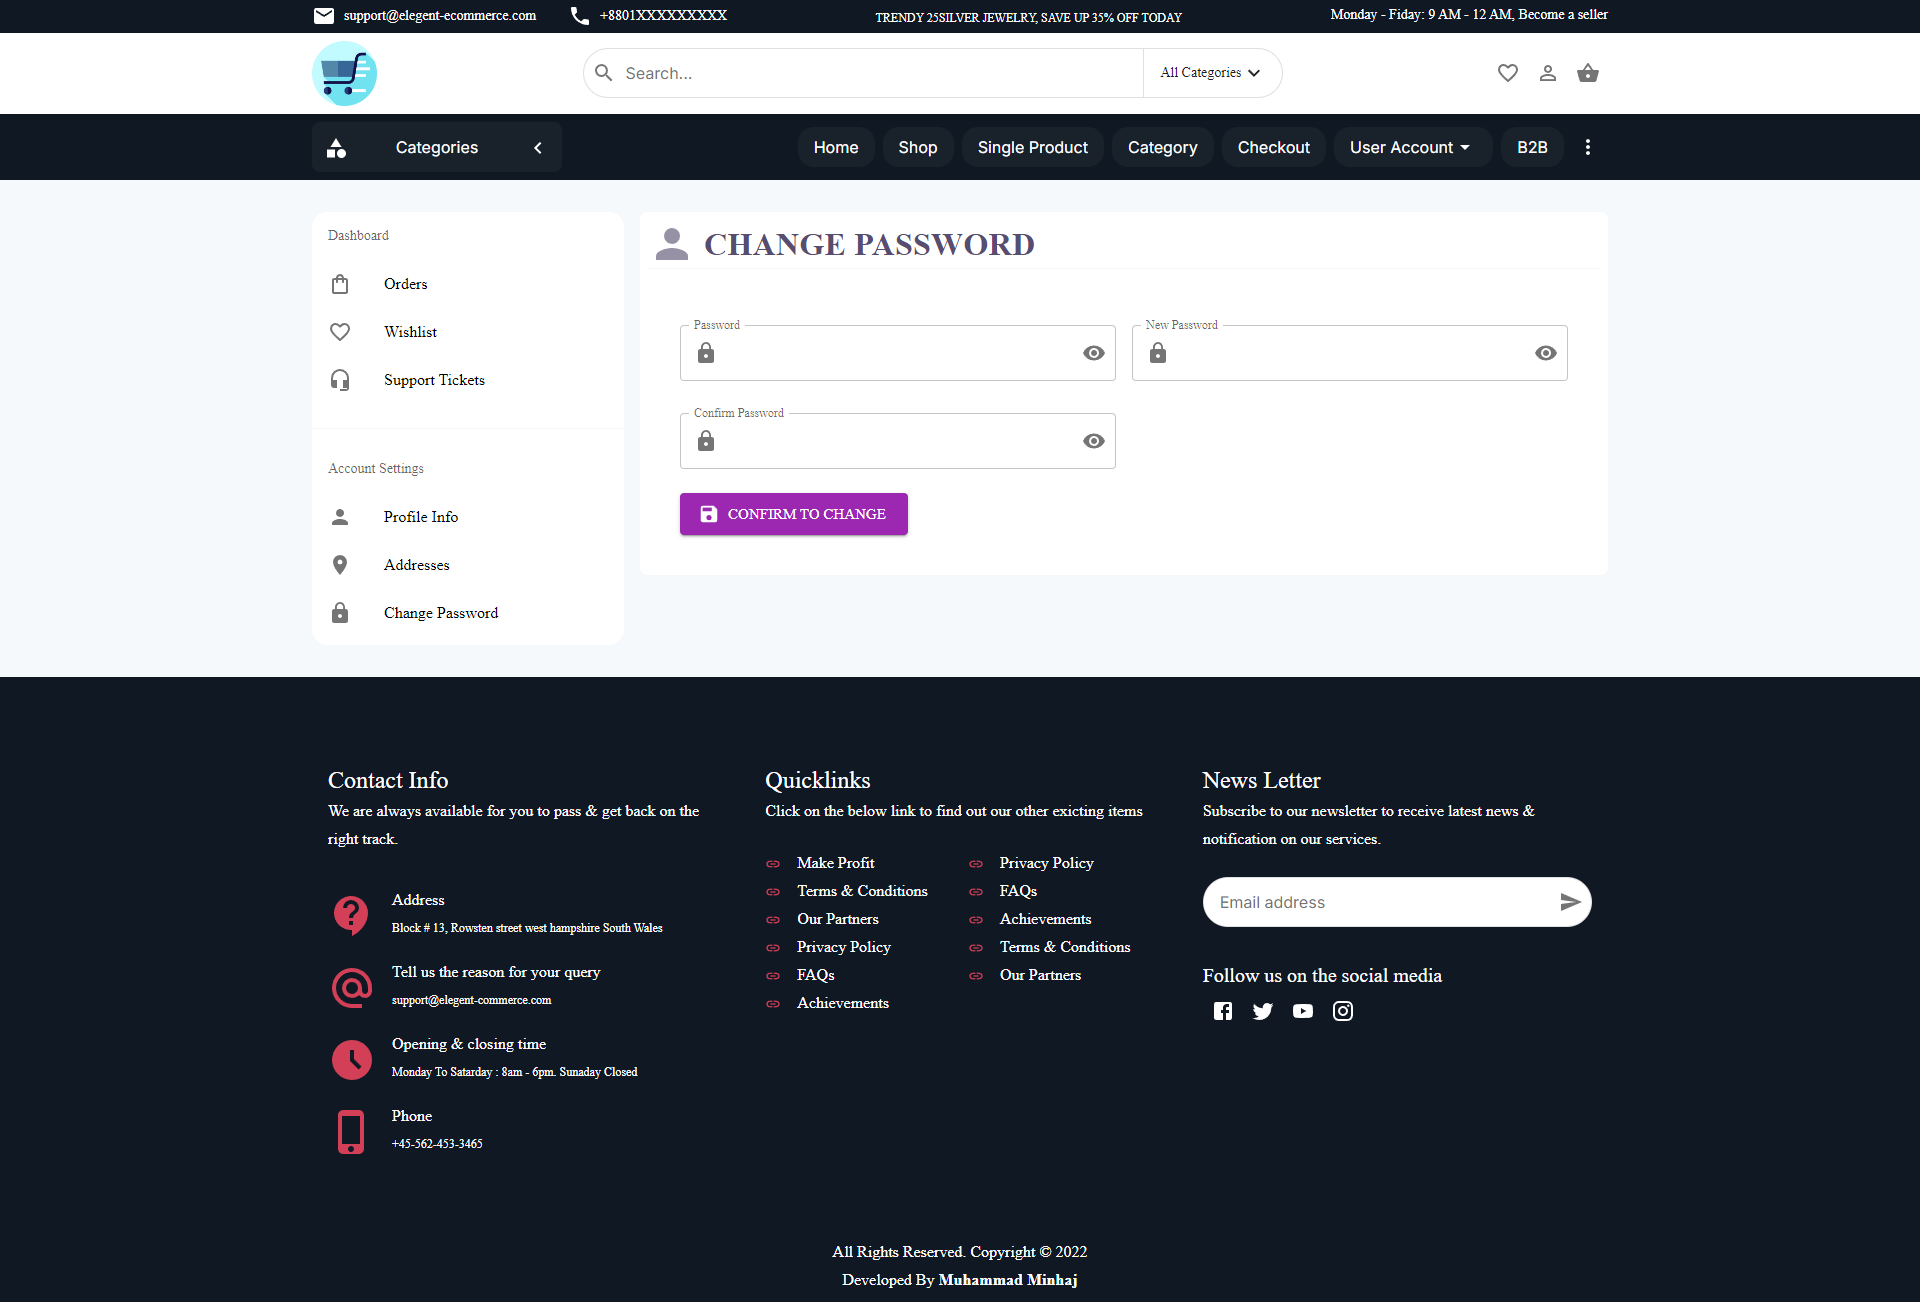 support@elegent-ecommerce.com
+8801XXXXXXXXX
TRENDY 25SILVER JEWELRY, SAVE UP 35% OFF TODAY
Monday - Fiday: 9 AM - 12 AM, Become a seller
Search...
All Categories
Categories
Home
Shop
Single Product
Category
Checkout
User Account
B2B
Dashboard
Orders
Wishlist
Support Tickets
Account Settings
Profile Info
Addresses
Change Password
CHANGE PASSWORD
Password
New Password
Confirm Password
CONFIRM TO CHANGE
Contact Info
We are always available for you to pass & get back on the
right track.
Address
Block # 13, Rowsten street west hampshire South Wales
Tell us the reason for your query
support@elegent-commerce.com
Opening & closing time
Monday To Satarday : 8am - 6pm. Sunaday Closed
Phone
+45-562-453-3465
Quicklinks
Click on the below link to find out our other exicting items
Make Profit
Terms & Conditions
Our Partners
Privacy Policy
FAQs
Achievements
Privacy Policy
FAQs
Achievements
Terms & Conditions
Our Partners
News Letter
Subscribe to our newsletter to receive latest news &
notification on our services.
Email address
Follow us on the social media
All Rights Reserved. Copyright © 2022
Developed By Muhammad Minhaj